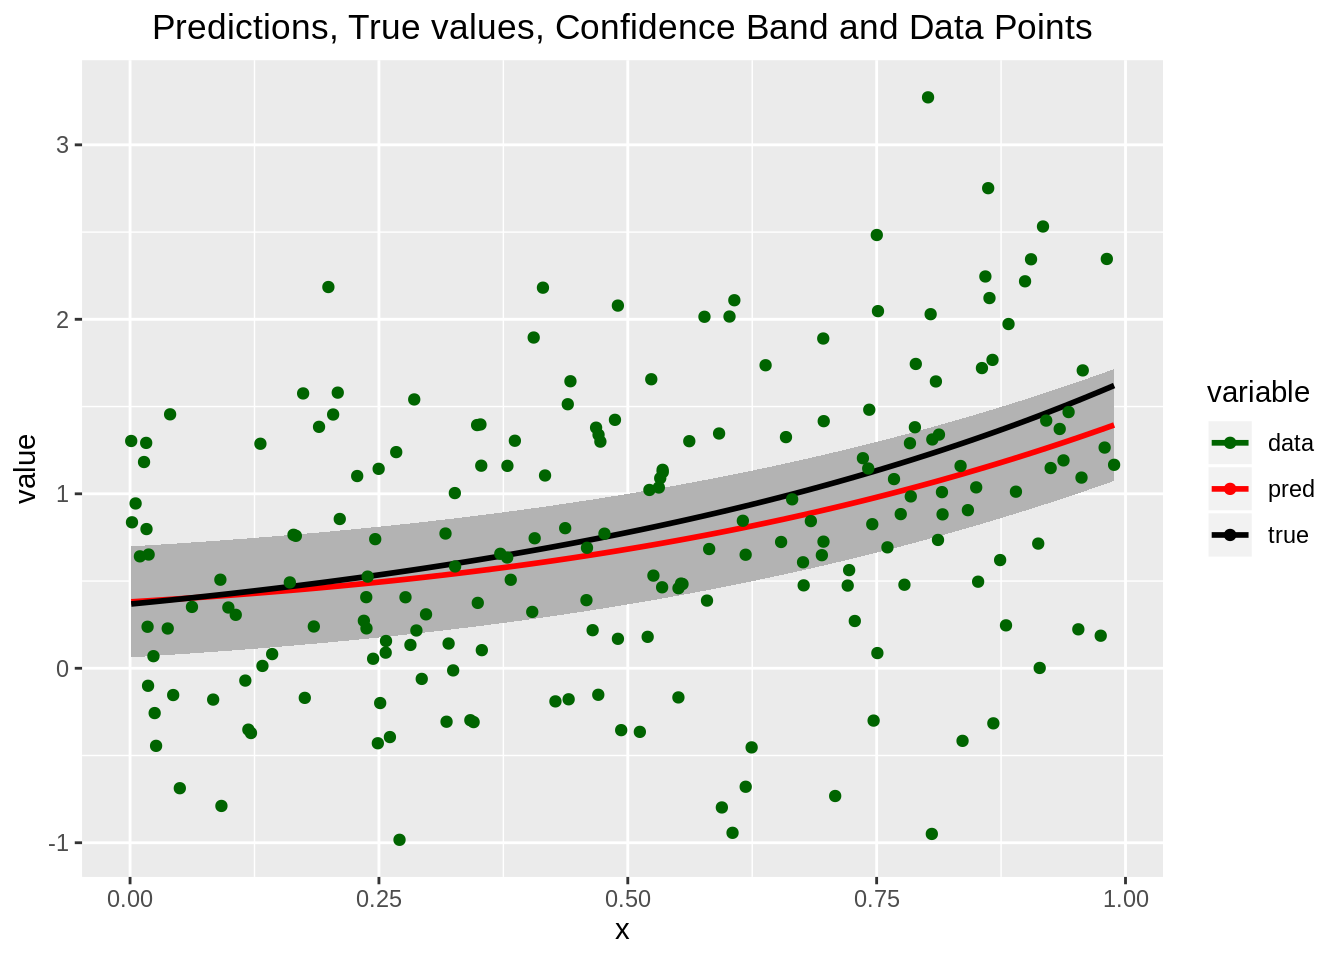 Predictions, True values, Confidence Band and Data Points
3
2
1
0
-1
value
0.00
0.25
0.50
0.75
1.00
x
variable
data
pred
true